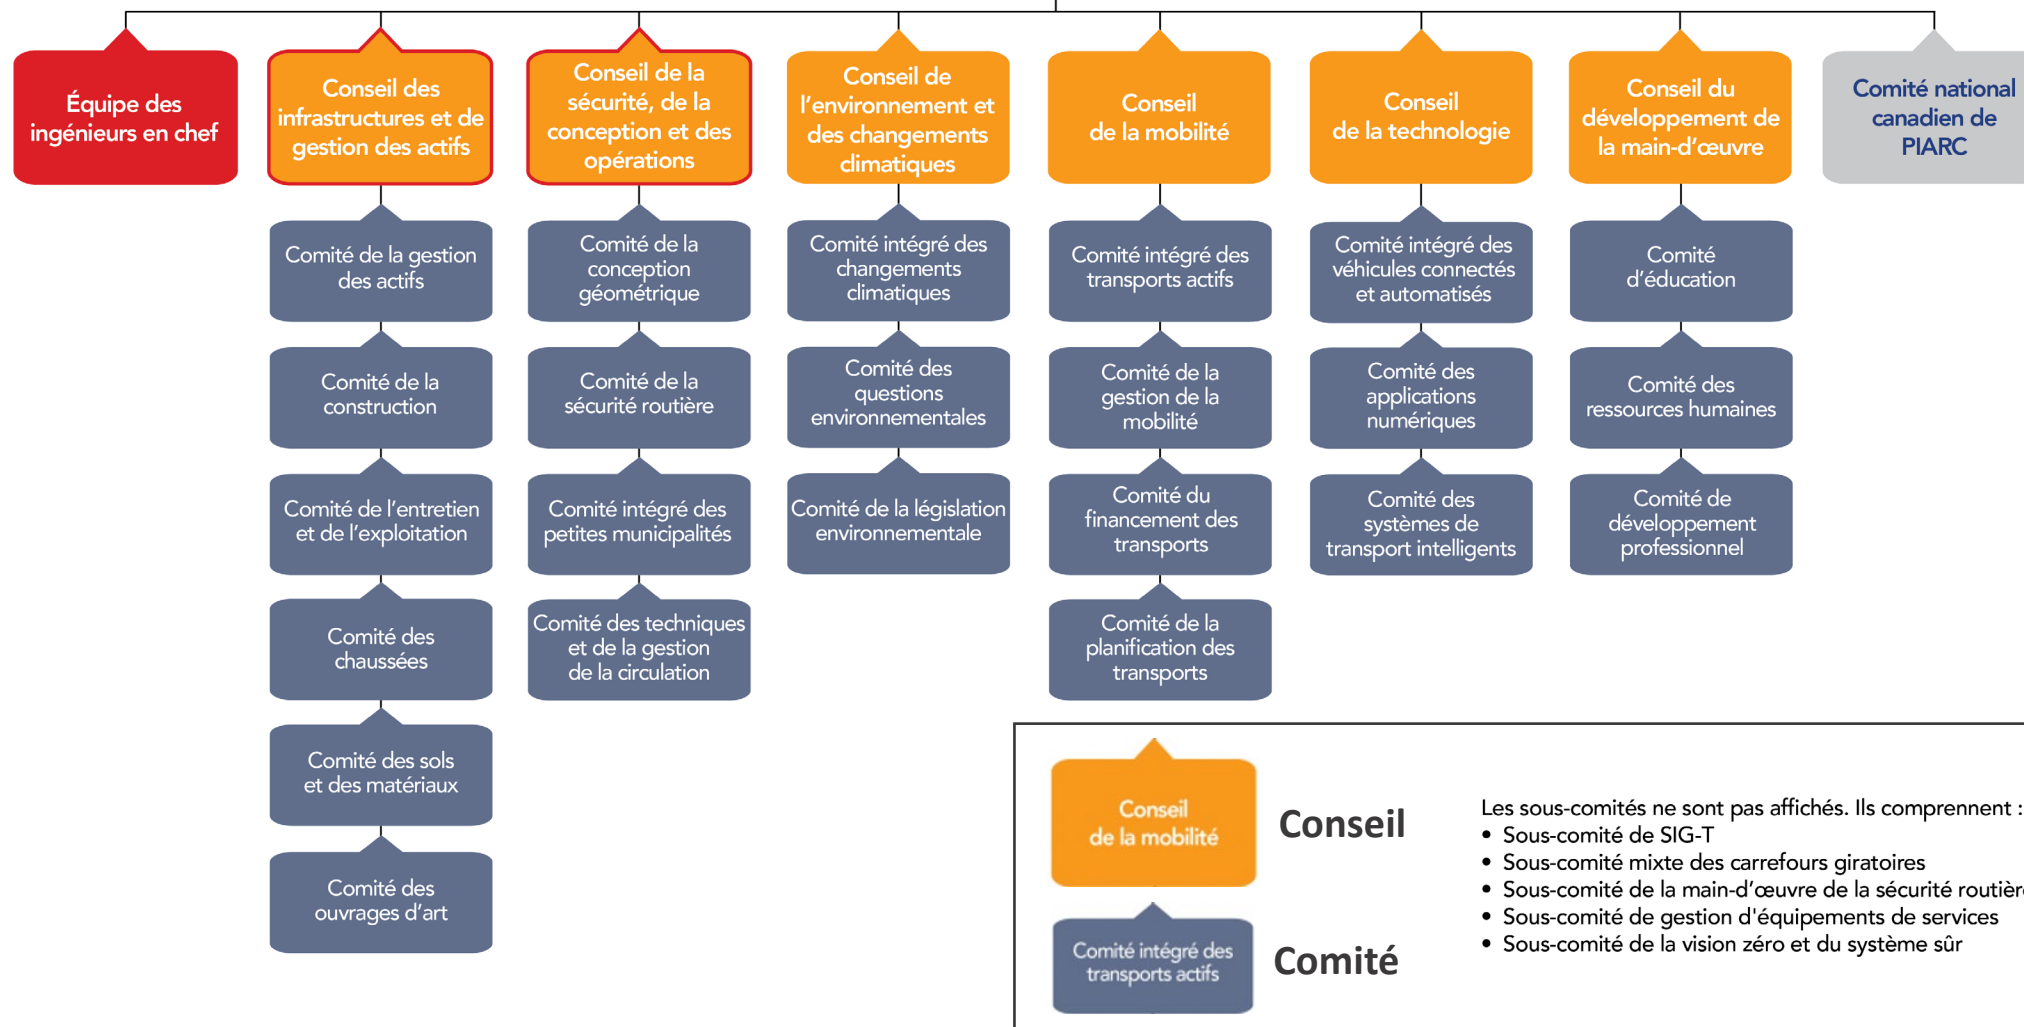 Équipe des
ingénieurs en chef
Conseil des
infrastructures et de
gestion des actifs
Conseil de la
sécurité, de la
conception et des
opérations
Conseil de
l’environnement et
des changements
climatiques
Conseil
de la mobilité
Conseil
de la technologie
Conseil du
développement de
la main-d’œuvre
Comité national
canadien de
PIARC
Comité de la gestion
des actifs
Comité de la
construction
Comité de l’entretien
et de l’exploitation
Comité des
chaussées
Comité des sols
et des matériaux
Comité des
ouvrages d’art
Comité de la
conception
géométrique
Comité de la
sécurité routière
Comité intégré des
petites municipalités
Comité des techniques
et de la gestion
de la circulation
Comité intégré des
changements
climatiques
Comité des
questions
environnementales
Comité de la législation
environnementale
Comité intégré des
transports actifs
Comité de la
gestion de la
mobilité
Comité du
financement des
transports
Comité de la
planification des
transports
Comité intégré des
véhicules connectés
et automatisés
Comité des
applications
numériques
Comité des
systèmes de
transport intelligents
Comité
d’éducation
Comité des
ressources humaines
Comité de
développement
professionnel
Conseil
de la mobilité
Conseil
Comité intégré des
transports actifs
Comité
Les sous-comités ne sont pas affichés. Ils comprennent :
• Sous-comité de SIG-T
• Sous-comité mixte des carrefours giratoires
• Sous-comité de la main-d’œuvre de la sécurité routière
• Sous-comité de gestion d'équipements de services
• Sous-comité de la vision zéro et du système sûr